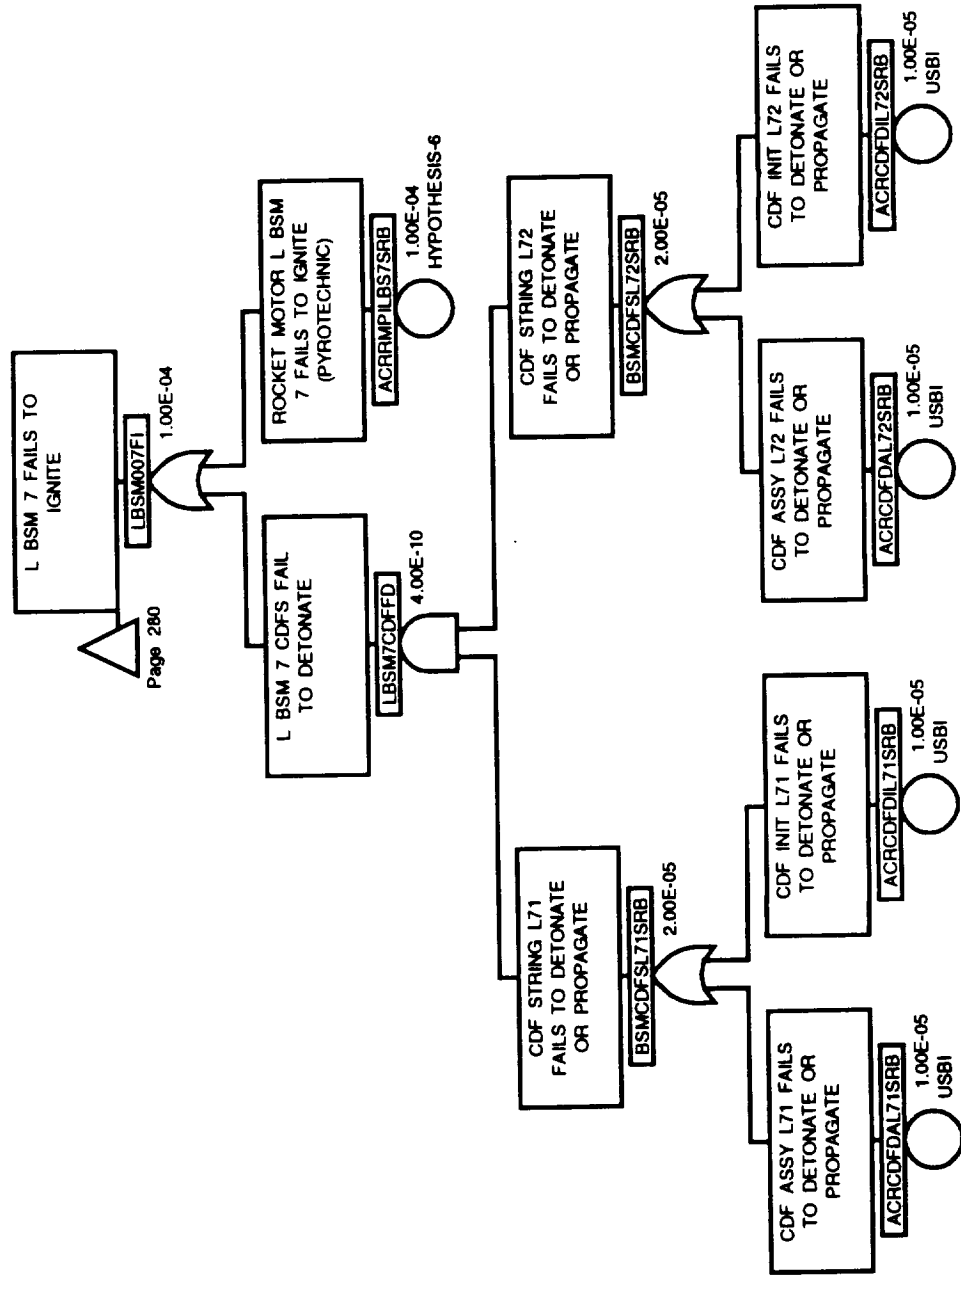 L BSM 7 FAILS TO
IGNITE
LBSM007FI
1.00E-04
Page 280
L BSM 7 CDFS FAIL
TO DETONATE
LBSM7CDFFD
4.00E-10
ROCKET MOTOR L BSM
7 FAILS TO IGNITE
(PYROTECHNIC)
ACRRMPILBS7SRB
1.00E-04
HYPOTHESIS-6
CDF STRING L71
FAILS TO DETONATE
OR PROPAGATE
BSMCDFSL71SRB
2.00E-05
CDF STRING L72
FAILS TO DETONATE
OR PROPAGATE
BSMCDFSL72SRB
2.00E-05
CDF ASSY L71 FAILS
TO DETONATE OR
PROPAGATE
ACRCDFDAL71SRB
1.00E-05
USBI
CDF INIT L71 FAILS
TO DETONATE OR
PROPAGATE
ACRCDFDIL71SRB
1.00E-05
USBI
CDF ASSY L72 FAILS
TO DETONATE OR
PROPAGATE
ACRCDFDAL72SRB
1.00E-05
USBI
CDF INIT L72 FAILS
TO DETONATE OR
PROPAGATE
ACRCDFDIL72SRB
1.00E-05
USBI